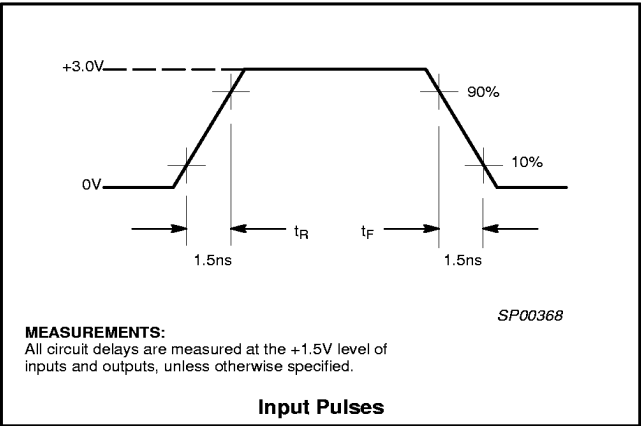 +3.0V
90%
10%
0V
tR
tF
1.5ns
1.5ns
SP00368
MEASUREMENTS:
All circuit delays are measured at the +1.5V level of
inputs and outputs, unless otherwise specified.
Input Pulses